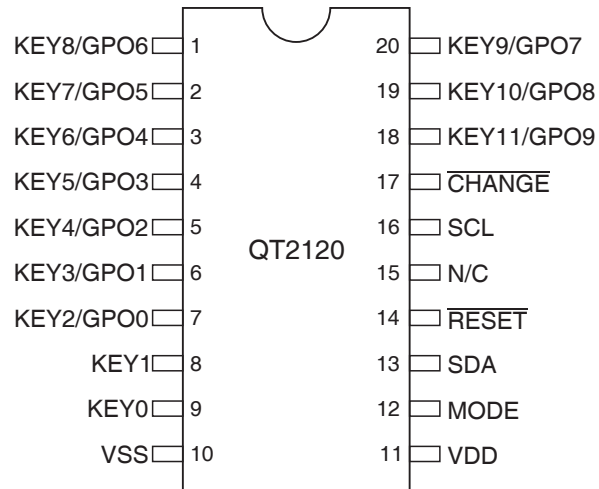 KEY8/GPO6 1 20 KEY9/GPO7
KEY7/GPO5 2 19 KEY10/GPO8
KEY6/GPO4 3 18 KEY11/GPO9
KEY5/GPO3 4 17 CHANGE
KEY4/GPO2 5 16 SCL
QT2120
KEY3/GPO1 6 15 N/C
KEY2/GPO0 7 14 RESET
KEY1 8 13 SDA
KEY0 9 12 MODE
VSS 10 11 VDD